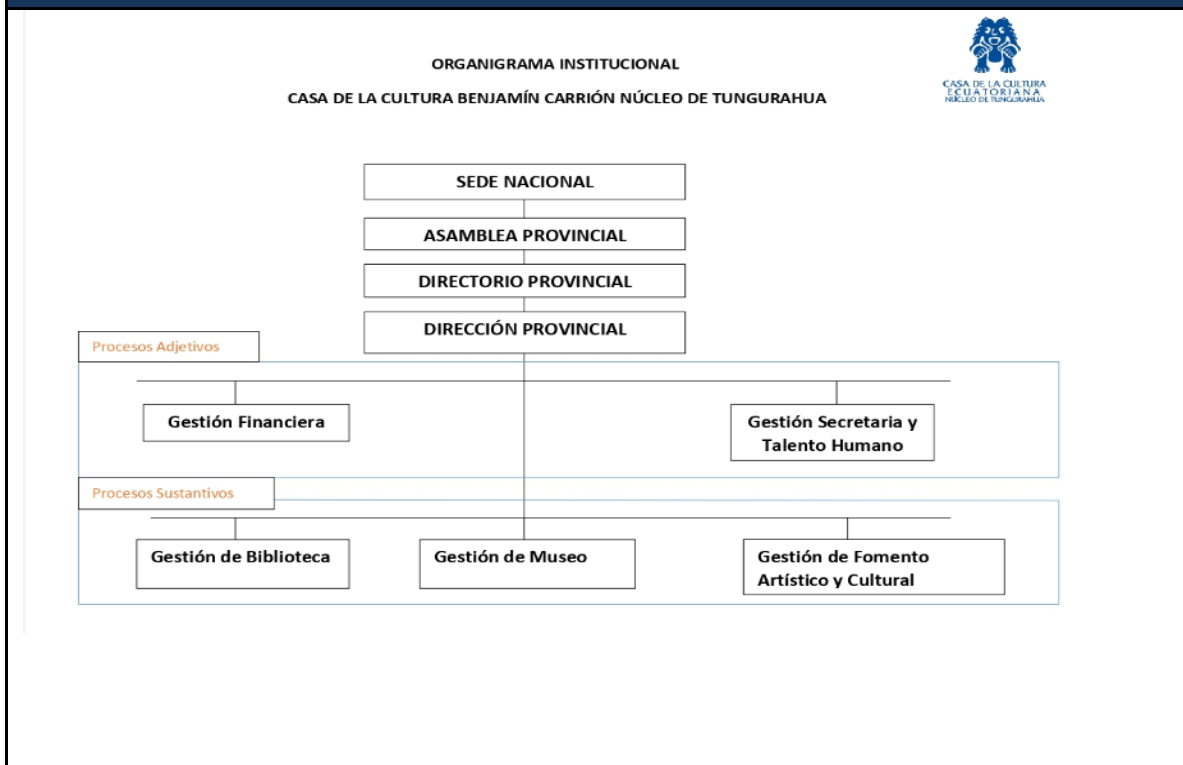 ORGANIGRAMA INSTITUCIONAL
CASA DE LA CULTURA BENJAMÍN CARRIÓN NÚCLEO DE TUNGURAHUA
CASA DE LA CULTURA
ECUATORIANA
NÚCLEO DE TUNGURAHUA
SEDE NACIONAL
ASAMBLEA PROVINCIAL
DIRECTORIO PROVINCIAL
DIRECCIÓN PROVINCIAL
Procesos Adjetivos
Gestión Financiera
Gestión Secretaria y
Talento Humano
Procesos Sustantivos
Gestión de Biblioteca
Gestión de Museo
Gestión de Fomento
Artístico y Cultural